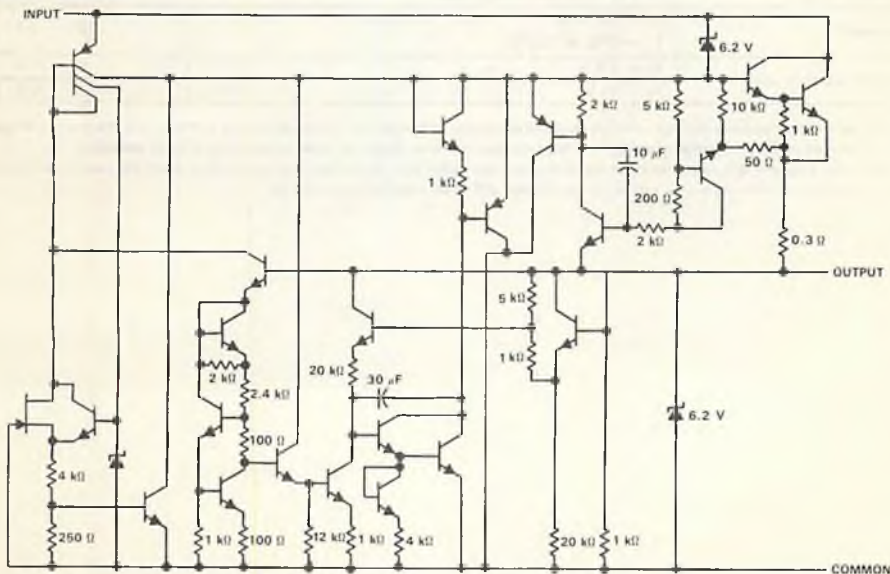 INPUT
6.2 V
2 kΩ
5 kΩ
10 kΩ
1 kΩ
10 µF
50 Ω
1 kΩ
200 Ω
2 kΩ
0.3 Ω
OUTPUT
5 kΩ
2 kΩ
20 kΩ
30 µF
1 kΩ
2.4 kΩ
6.2 V
100 Ω
4 kΩ
250 Ω
1 kΩ
100 Ω
12 kΩ
1 kΩ
4 kΩ
20 kΩ
1 kΩ
COMMON